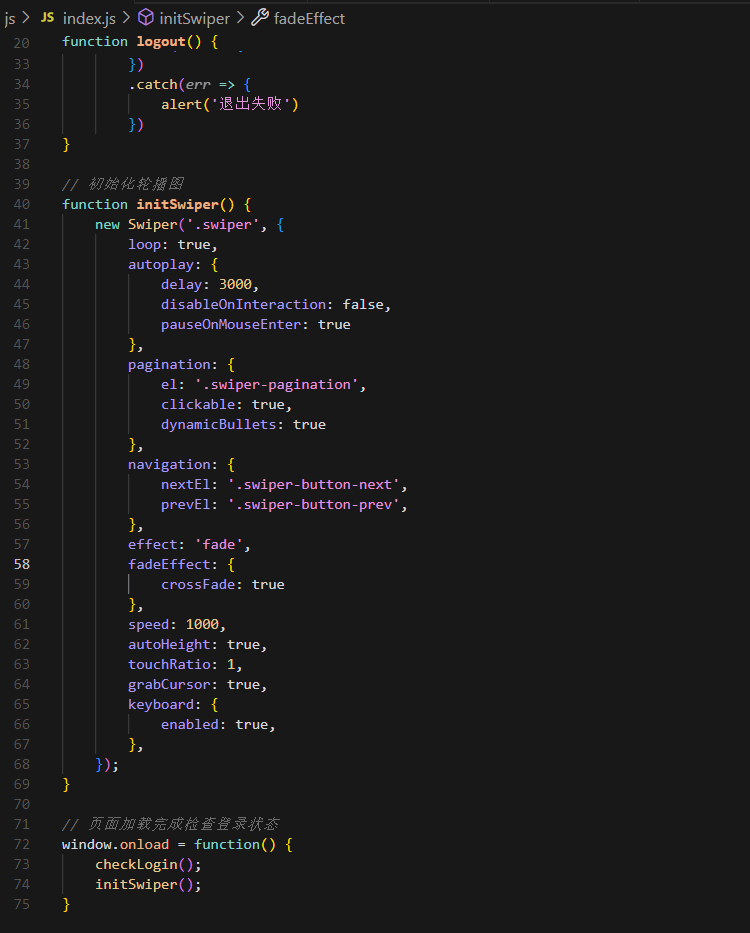 js > JS index.js > initSwiper > fadeEffect
20 function logout() {
33 })
34 .catch(err => {
35 alert('退出失败')
36 })
37 }
38
39 // 初始化轮播图
40 function initSwiper() {
41 new Swiper('.swiper', {
42 loop: true,
43 autoplay: {
44 delay: 3000,
45 disableOnInteraction: false,
46 pauseOnMouseEnter: true
47 },
48 pagination: {
49 el: '.swiper-pagination',
50 clickable: true,
51 dynamicBullets: true
52 },
53 navigation: {
54 nextEl: '.swiper-button-next',
55 prevEl: '.swiper-button-prev',
56 },
57 effect: 'fade',
58 fadeEffect: {
59 crossFade: true
60 },
61 speed: 1000,
62 autoHeight: true,
63 touchRatio: 1,
64 grabCursor: true,
65 keyboard: {
66 enabled: true,
67 },
68 });
69 }
70
71 // 页面加载完成检查登录状态
72 window.onload = function() {
73 checkLogin();
74 initSwiper();
75 }